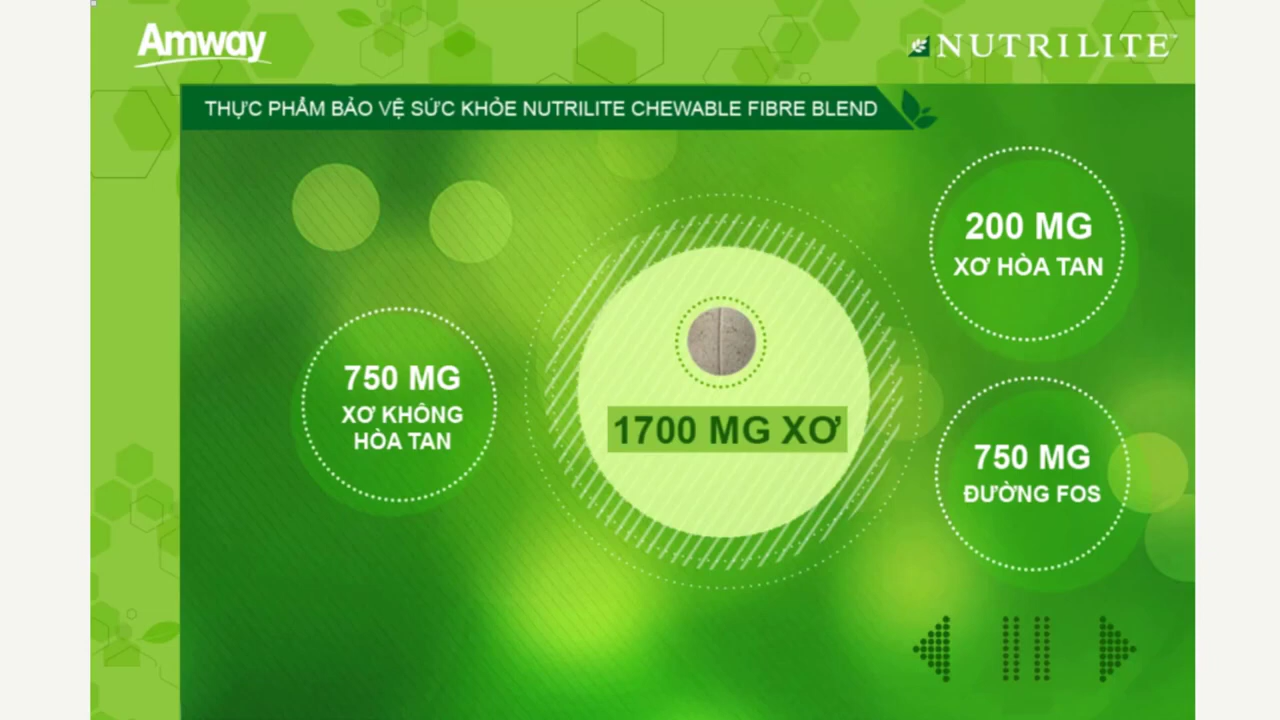 Amway
NUTRILITE™
THỰC PHẨM BẢO VỆ SỨC KHỎE NUTRILITE CHEWABLE FIBRE BLEND
200 MG
XƠ HÒA TAN
750 MG
XƠ KHÔNG
HÒA TAN
1700 MG XƠ
750 MG
ĐƯỜNG FOS